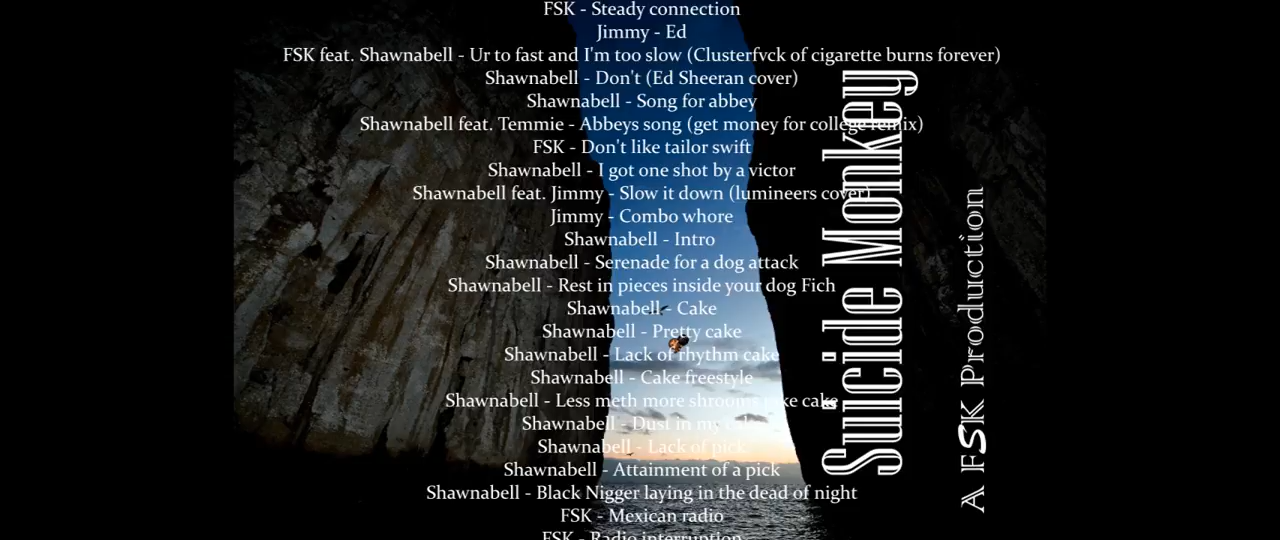 FSK - Steady connection
Jimmy - Ed
FSK feat. Shawnabell - Ur to fast and I'm too slow (Clusterfvck of cigarette burns forever)
Shawnabell - Don't (Ed Sheeran cover)
Shawnabell - Song for abbey
Shawnabell feat. Temmie - Abbeys song (get money for college remix)
FSK - Don't like tailor swift
Shawnabell - I got one shot by a victor
Shawnabell feat. Jimmy - Slow it down (lumineers cover)
Jimmy - Combo whore
Shawnabell - Intro
Shawnabell - Serenade for a dog attack
Shawnabell - Rest in pieces inside your dog Fich
Shawnabell - Cake
Shawnabell - Pretty cake
Shawnabell - Lack of rhythm cake
Shawnabell - Cake freestyle
Shawnabell - Less meth more shrooms cake
Shawnabell - Dust in my cake
Shawnabell - Lack of pick
Shawnabell - Attainment of a pick
Shawnabell - Black Nigger laying in the dead of night
FSK - Mexican radio
FSK - Radio interruption
Suicide Monkey
A FSK Production